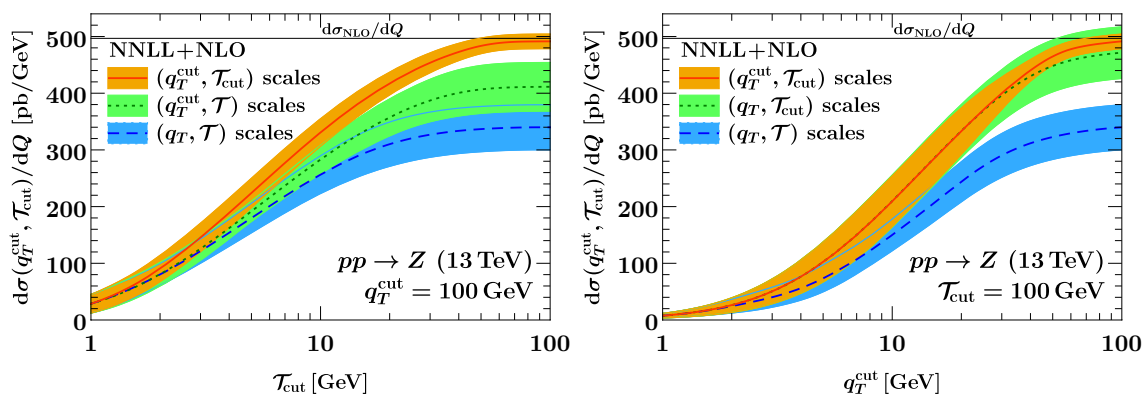 dσ(q_T^cut, 𝒯_cut)/dQ [pb/GeV]
500
400
300
200
100
0
dσ_NLO/dQ
NNLL+NLO
(q_T^cut, 𝒯_cut) scales
(q_T^cut, 𝒯) scales
(q_T, 𝒯) scales
pp → Z (13 TeV)
q_T^cut = 100 GeV
1
10
100
𝒯_cut [GeV]
dσ(q_T^cut, 𝒯_cut)/dQ [pb/GeV]
500
400
300
200
100
0
dσ_NLO/dQ
NNLL+NLO
(q_T^cut, 𝒯_cut) scales
(q_T, 𝒯_cut) scales
(q_T, 𝒯) scales
pp → Z (13 TeV)
𝒯_cut = 100 GeV
1
10
100
q_T^cut [GeV]